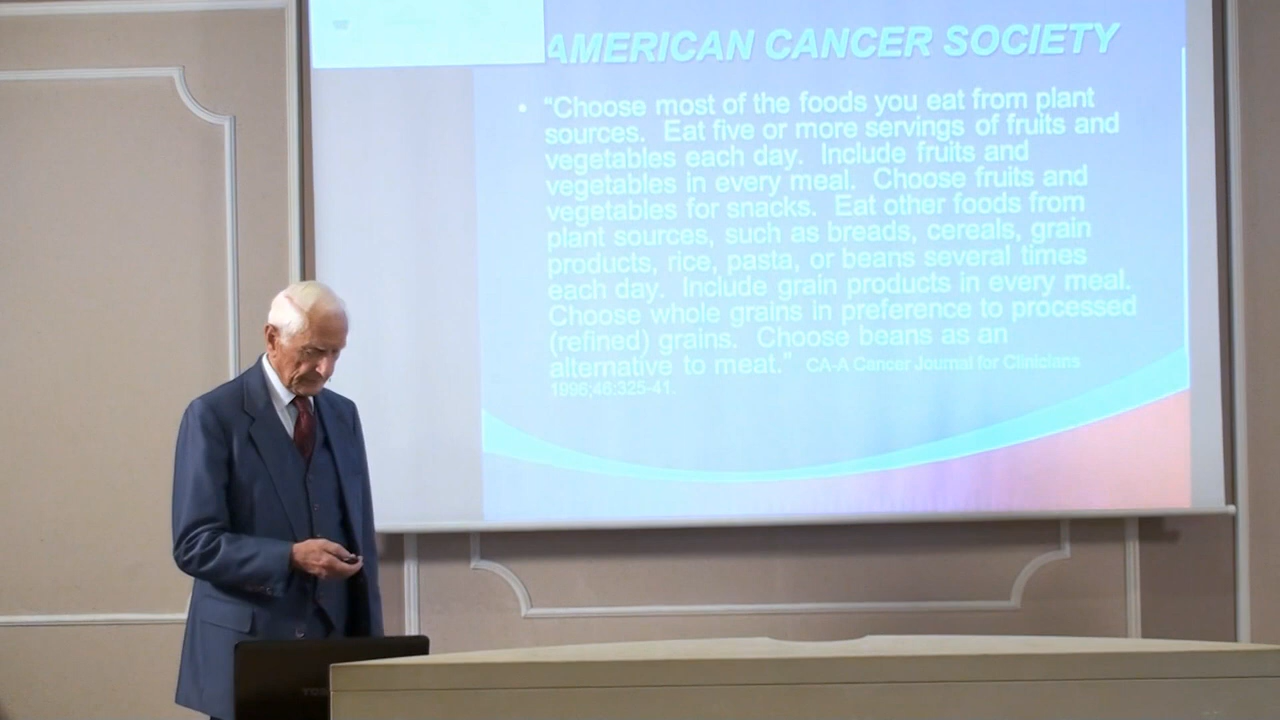 AMERICAN CANCER SOCIETY
• “Choose most of the foods you eat from plant
sources. Eat five or more servings of fruits and
vegetables each day. Include fruits and
vegetables in every meal. Choose fruits and
vegetables for snacks. Eat other foods from
plant sources, such as breads, cereals, grain
products, rice, pasta, or beans several times
each day. Include grain products in every meal.
Choose whole grains in preference to processed
(refined) grains. Choose beans as an
alternative to meat.” CA-A Cancer Journal for Clinicians
1996;46:325-41.